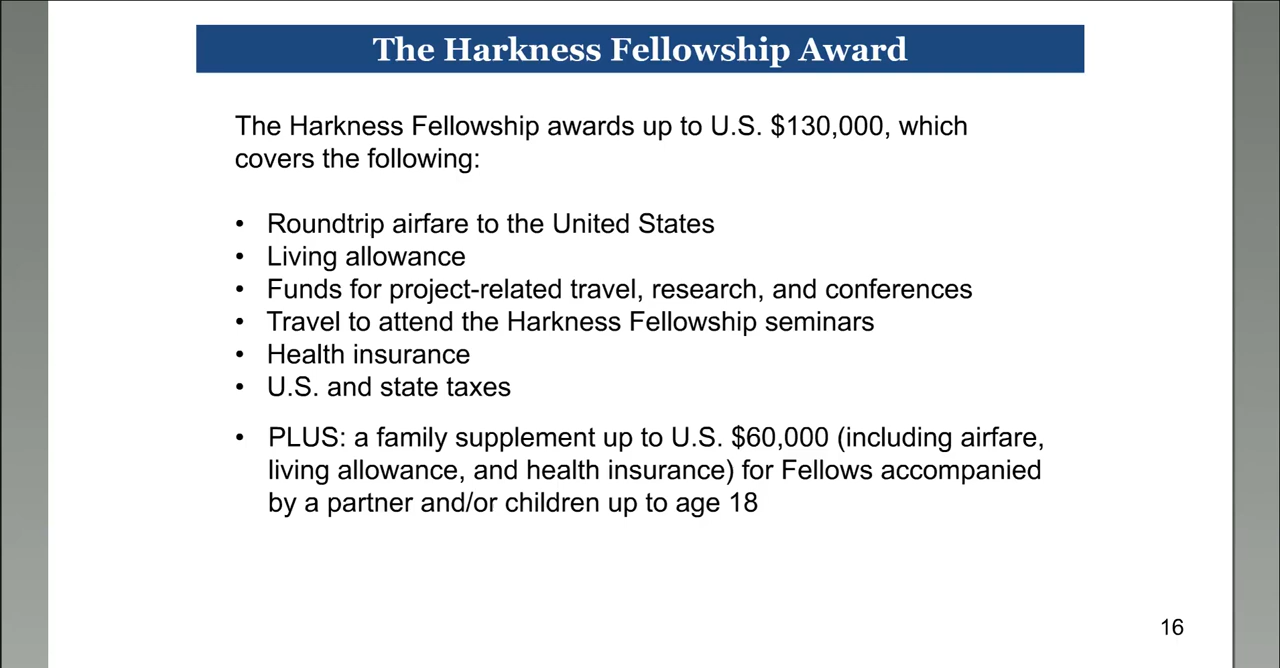 The Harkness Fellowship Award
The Harkness Fellowship awards up to U.S. $130,000, which
covers the following:
• Roundtrip airfare to the United States
• Living allowance
• Funds for project-related travel, research, and conferences
• Travel to attend the Harkness Fellowship seminars
• Health insurance
• U.S. and state taxes
• PLUS: a family supplement up to U.S. $60,000 (including airfare,
living allowance, and health insurance) for Fellows accompanied
by a partner and/or children up to age 18
16